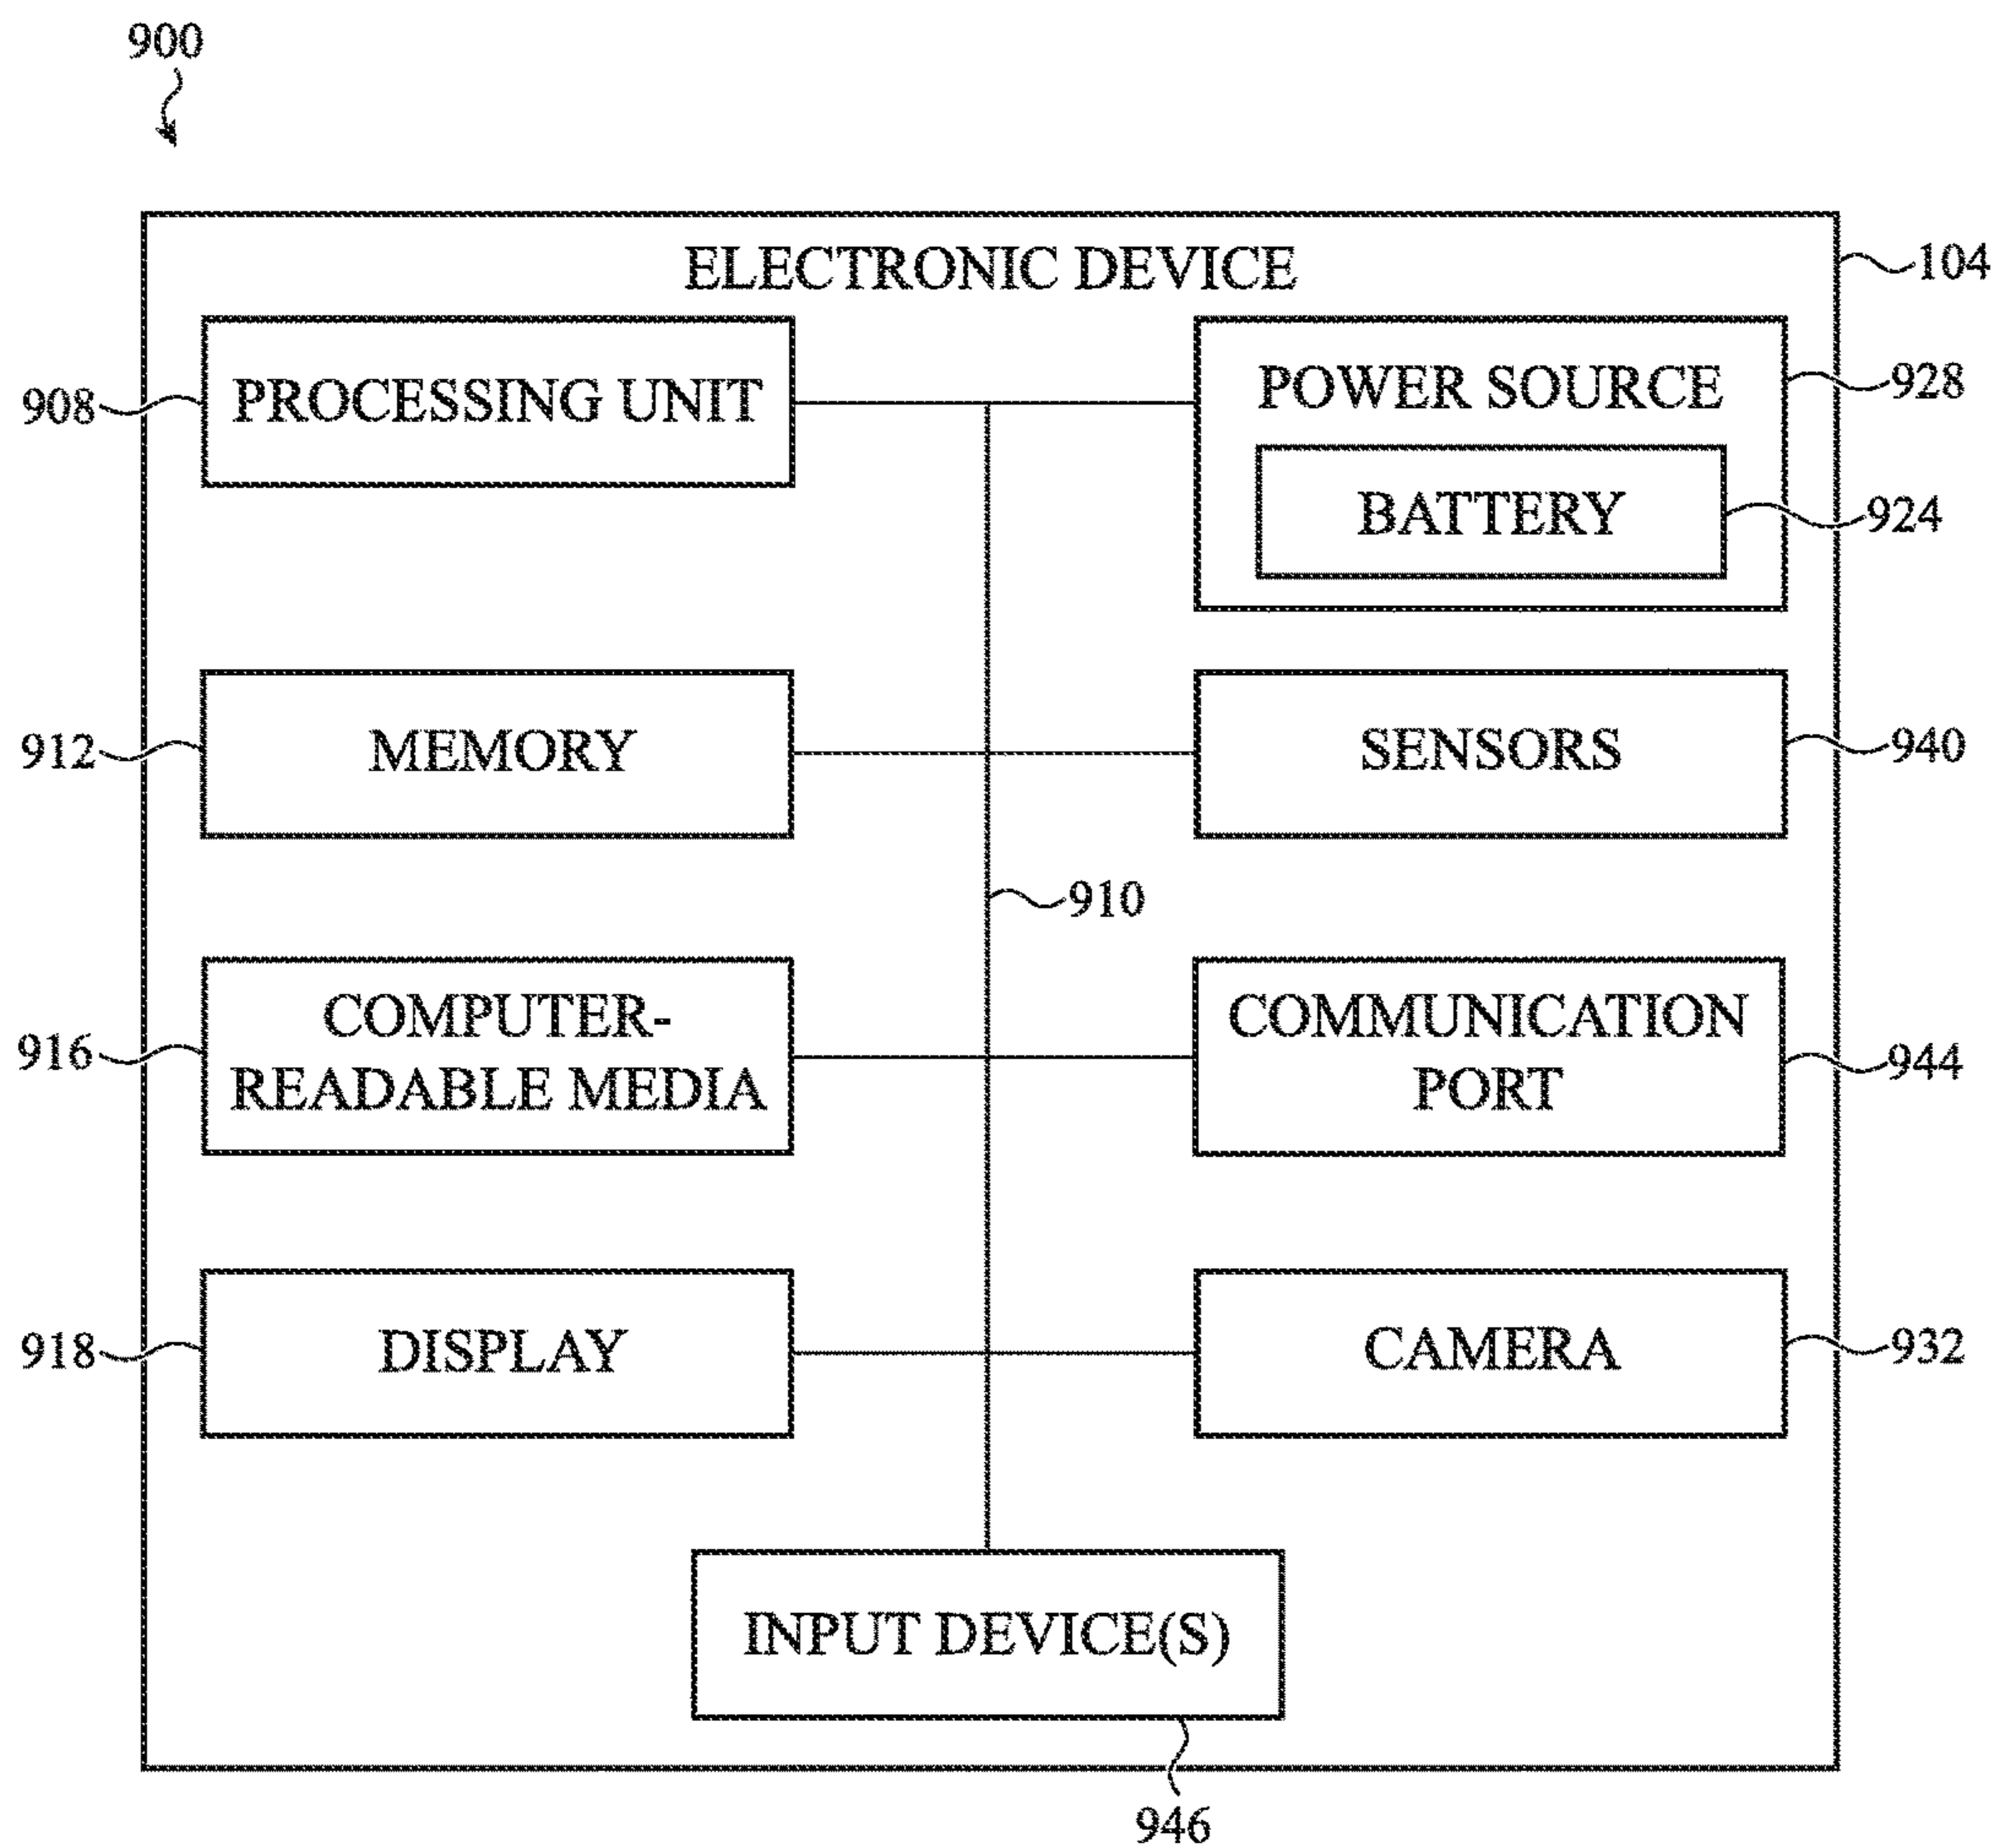 900
ELECTRONIC DEVICE
104
908
PROCESSING UNIT
POWER SOURCE
928
BATTERY
924
912
MEMORY
SENSORS
940
910
916
COMPUTER-
READABLE MEDIA
COMMUNICATION
PORT
944
918
DISPLAY
CAMERA
932
INPUT DEVICE(S)
946